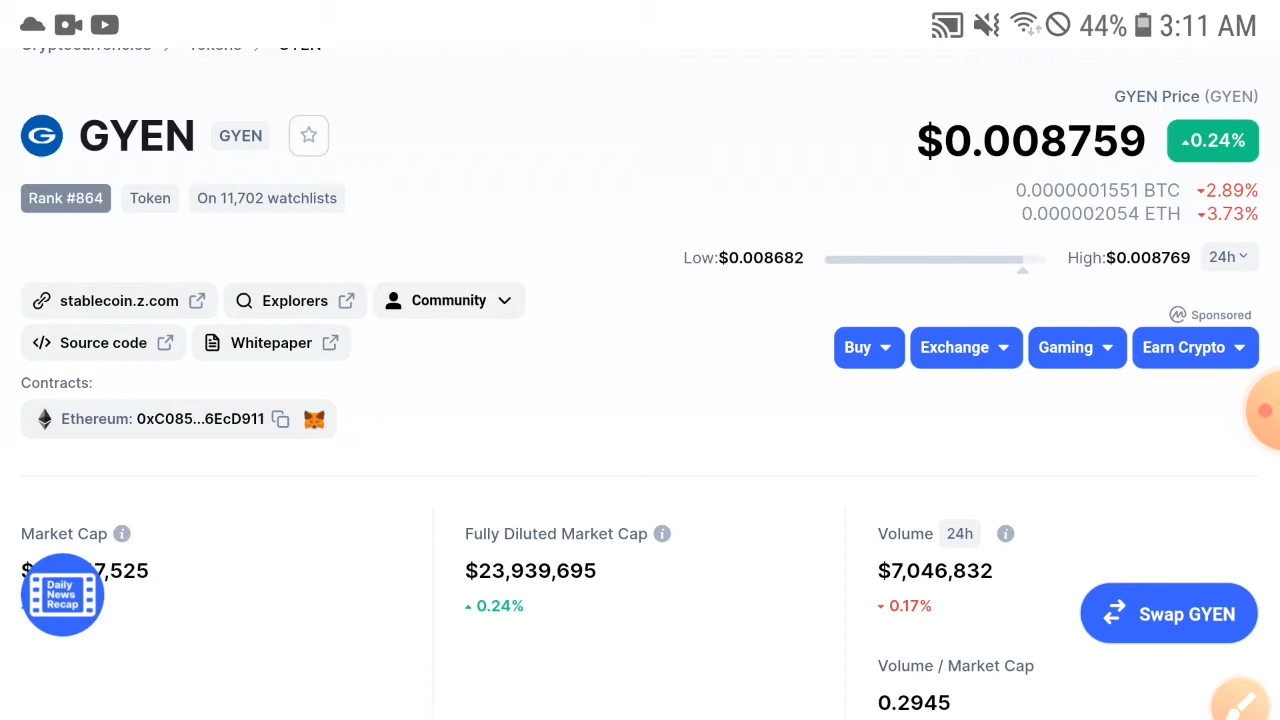 44% 3:11 AM
GYEN
GYEN GYEN
Rank #864 Token On 11,702 watchlists
GYEN Price (GYEN)
$0.008759 0.24%
0.0000001551 BTC 2.89%
0.000002054 ETH 3.73%
Low:$0.008682 High:$0.008769 24h
stablecoin.z.com Explorers Community
Source code Whitepaper
Contracts:
Ethereum: 0xC085...6EcD911
Sponsored
Buy Exchange Gaming Earn Crypto
Market Cap
7,525
Daily
News
Recap
Fully Diluted Market Cap
$23,939,695
0.24%
Volume 24h
$7,046,832
0.17%
Volume / Market Cap
0.2945
Swap GYEN